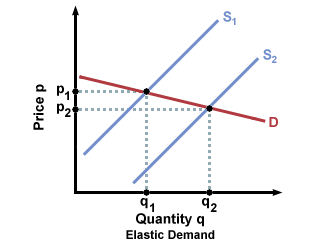 S1
S2
p1
p2
Price p
D
q1 q2
Quantity q
Elastic Demand